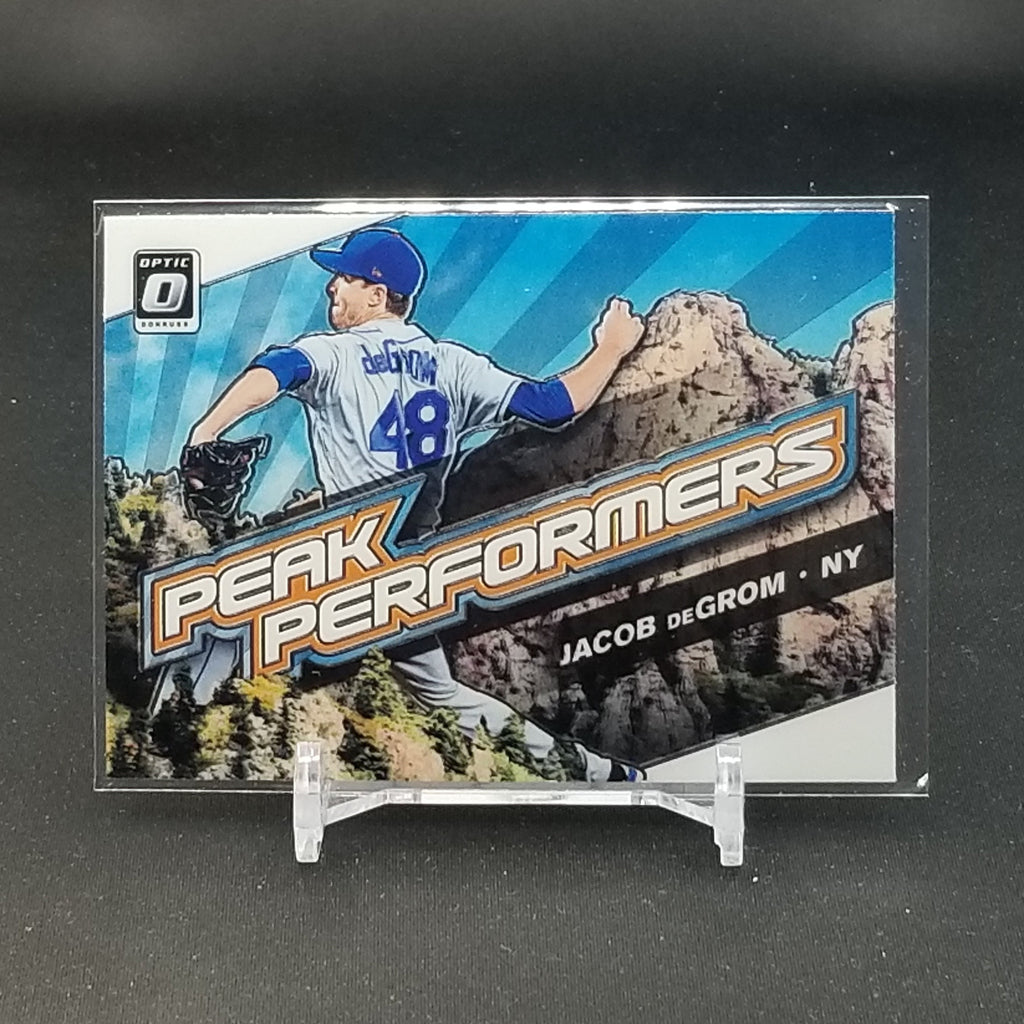 OPTIC
O
DONRUSS
deGROM
48
PEAK
PERFORMERS
JACOB DEGROM • NY